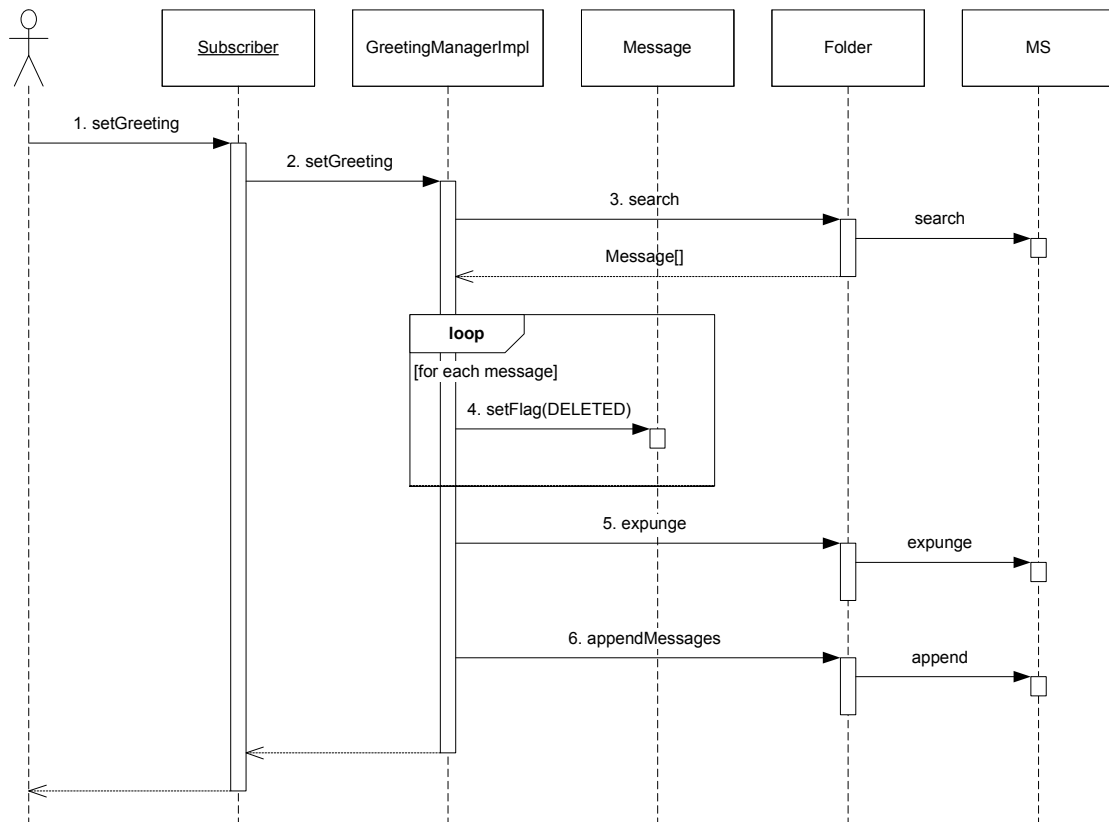 Subscriber
GreetingManagerImpl
Message
Folder
MS
1. setGreeting
2. setGreeting
3. search
search
Message[]
loop
[for each message]
4. setFlag(DELETED)
5. expunge
expunge
6. appendMessages
append